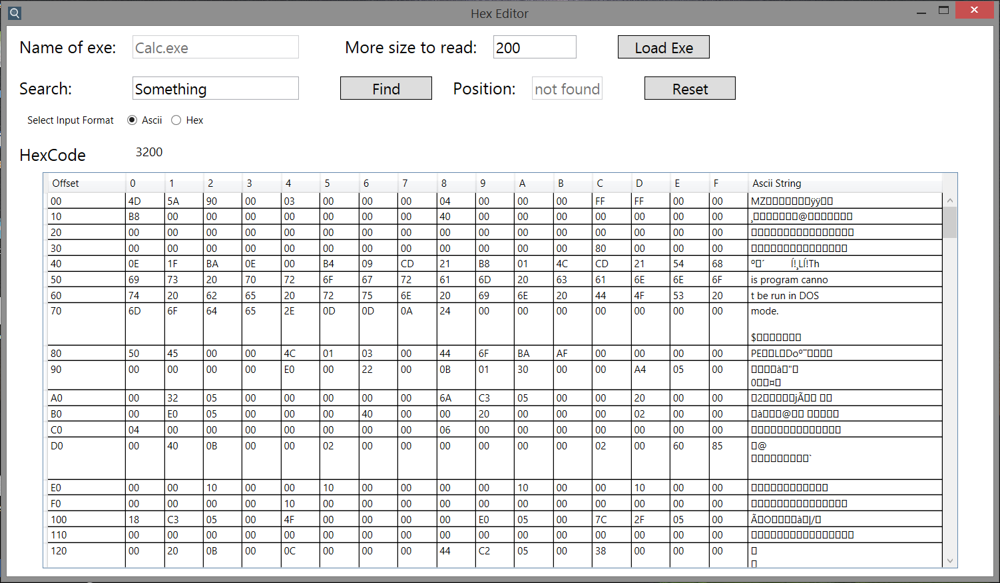 Hex Editor
Name of exe: Calc.exe More size to read: 200 Load Exe
Search: Something Find Position: not found Reset
Select Input Format Ascii Hex
HexCode 3200
Offset 0 1 2 3 4 5 6 7 8 9 A B C D E F Ascii String
00 4D 5A 90 00 03 00 00 00 04 00 00 00 FF FF 00 00 MZ▯▯▯▯▯▯▯ÿÿ▯▯
10 B8 00 00 00 00 00 00 00 40 00 00 00 00 00 00 00 ¸▯▯▯▯▯▯▯@▯▯▯▯▯▯▯
20 00 00 00 00 00 00 00 00 00 00 00 00 00 00 00 00 ▯▯▯▯▯▯▯▯▯▯▯▯▯▯▯▯
30 00 00 00 00 00 00 00 00 00 00 00 00 80 00 00 00 ▯▯▯▯▯▯▯▯▯▯▯▯▯▯▯
40 0E 1F BA 0E 00 B4 09 CD 21 B8 01 4C CD 21 54 68 º▯´ Í!¸LÍ!Th
50 69 73 20 70 72 6F 67 72 61 6D 20 63 61 6E 6E 6F is program canno
60 74 20 62 65 20 72 75 6E 20 69 6E 20 44 4F 53 20 t be run in DOS
70 6D 6F 64 65 2E 0D 0D 0A 24 00 00 00 00 00 00 00 mode.
$▯▯▯▯▯▯▯
80 50 45 00 00 4C 01 03 00 44 6F BA AF 00 00 00 00 PE▯▯L▯Doº¯▯▯▯▯
90 00 00 00 00 E0 00 22 00 0B 01 30 00 00 A4 05 00 ▯▯▯▯à▯"▯
0▯▯¤▯
A0 00 32 05 00 00 00 00 00 6A C3 05 00 00 20 00 00 ▯2▯▯▯▯▯jÃ▯▯ ▯▯
B0 00 E0 05 00 00 00 40 00 00 20 00 00 00 02 00 00 ▯à▯▯▯@▯▯ ▯▯▯▯▯
C0 04 00 00 00 00 00 00 00 06 00 00 00 00 00 00 00 ▯▯▯▯▯▯▯▯▯▯▯▯▯▯
D0 00 40 0B 00 00 02 00 00 00 00 00 00 02 00 60 85 ▯@
▯▯▯▯▯▯▯▯▯`
E0 00 00 10 00 00 10 00 00 00 00 10 00 00 10 00 00 ▯▯▯▯▯▯▯▯▯▯▯▯
F0 00 00 00 00 10 00 00 00 00 00 00 00 00 00 00 00 ▯▯▯▯▯▯▯▯▯▯▯▯▯▯▯
100 18 C3 05 00 4F 00 00 00 00 E0 05 00 7C 2F 05 00 Ã▯O▯▯▯▯à▯|/▯
110 00 00 00 00 00 00 00 00 00 00 00 00 00 00 00 00 ▯▯▯▯▯▯▯▯▯▯▯▯▯▯▯▯
120 00 20 0B 00 0C 00 00 00 44 C2 05 00 38 00 00 00 ▯
▯